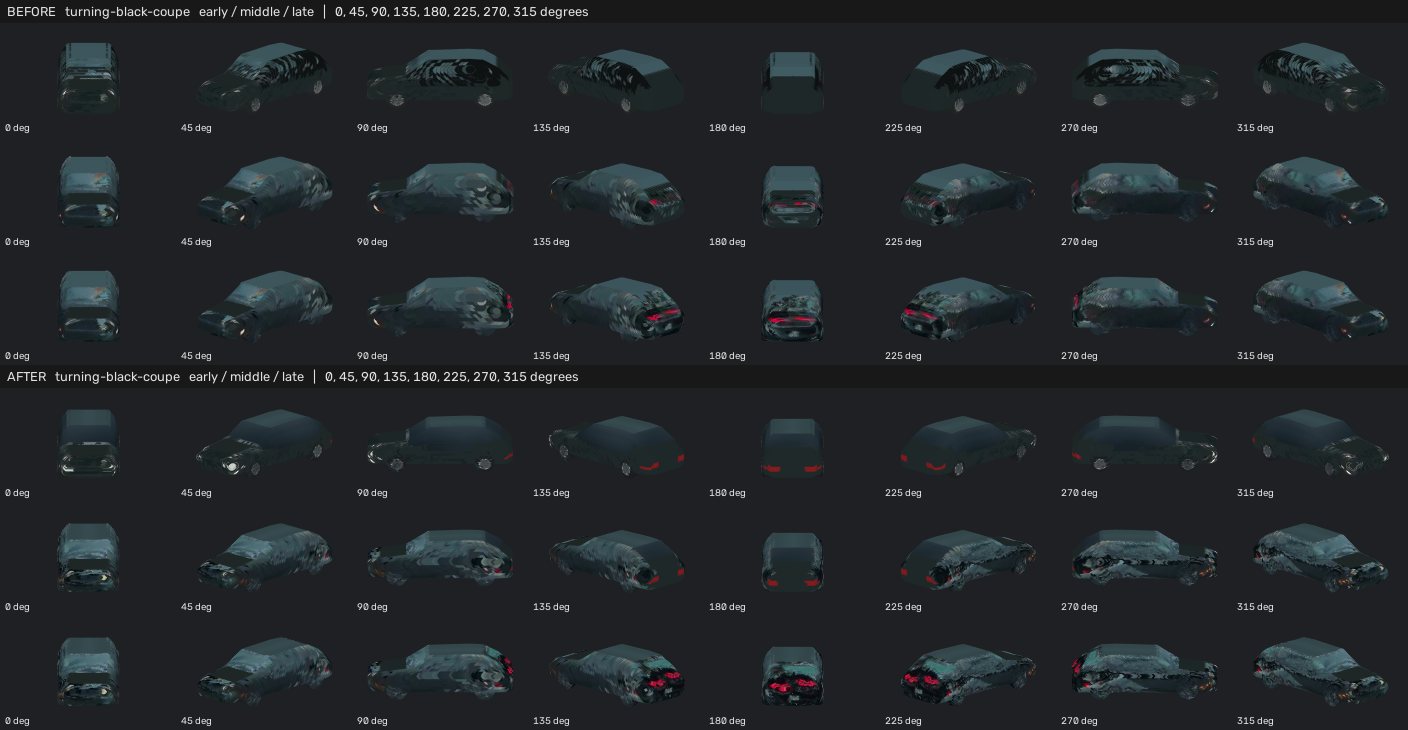 BEFORE turning-black-coupe early / middle / late | 0, 45, 90, 135, 180, 225, 270, 315 degrees
0 deg 45 deg 90 deg 135 deg 180 deg 225 deg 270 deg 315 deg
0 deg 45 deg 90 deg 135 deg 180 deg 225 deg 270 deg 315 deg
0 deg 45 deg 90 deg 135 deg 180 deg 225 deg 270 deg 315 deg
AFTER turning-black-coupe early / middle / late | 0, 45, 90, 135, 180, 225, 270, 315 degrees
0 deg 45 deg 90 deg 135 deg 180 deg 225 deg 270 deg 315 deg
0 deg 45 deg 90 deg 135 deg 180 deg 225 deg 270 deg 315 deg
0 deg 45 deg 90 deg 135 deg 180 deg 225 deg 270 deg 315 deg